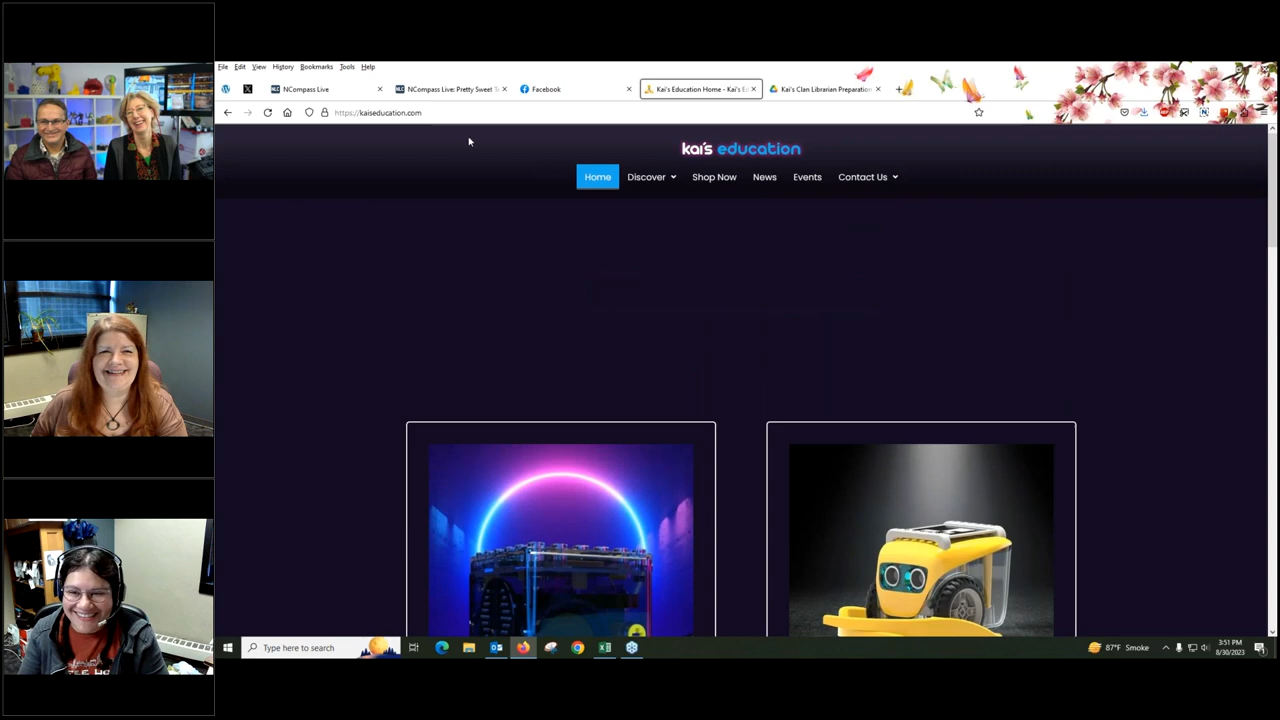 File Edit View History Bookmarks Tools Help
NCompass Live
NCompass Live: Pretty Sweet T
Facebook
Kai's Education Home - Kai's E
Kai's Clan Librarian Preparation
https://kaiseducation.com
kai's education
Home Discover Shop Now News Events Contact Us
Type here to search
87°F Smoke
3:51 PM
8/30/2023